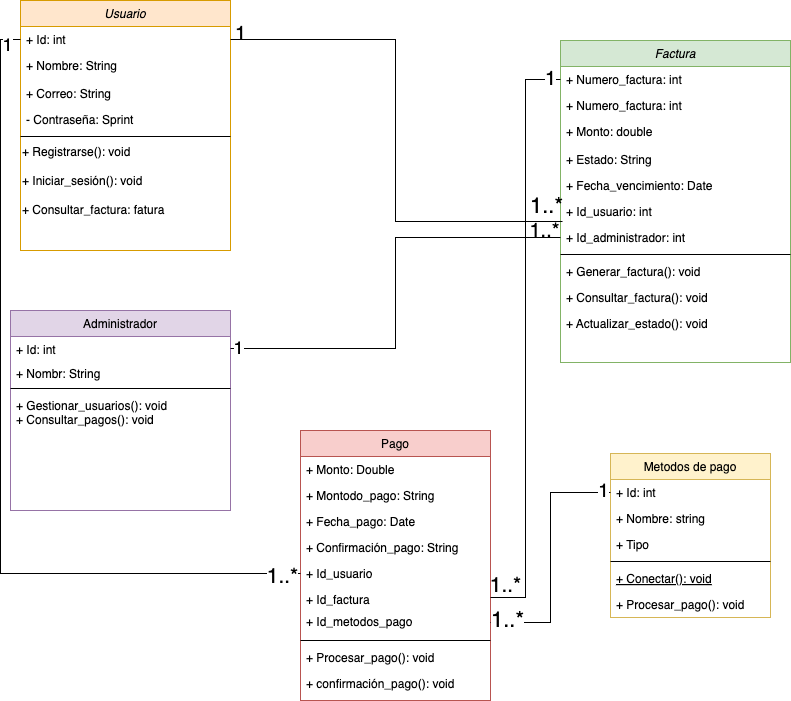 Usuario
+ Id: int
+ Nombre: String
+ Correo: String
- Contraseña: Sprint
+ Registrarse(): void
+ Iniciar_sesión(): void
+ Consultar_factura: fatura
1
1
Factura
+ Numero_factura: int
+ Numero_factura: int
+ Monto: double
+ Estado: String
+ Fecha_vencimiento: Date
+ Id_usuario: int
+ Id_administrador: int
+ Generar_factura(): void
+ Consultar_factura(): void
+ Actualizar_estado(): void
1
1..*
1..*
Administrador
+ Id: int
+ Nombr: String
+ Gestionar_usuarios(): void
+ Consultar_pagos(): void
1
Pago
+ Monto: Double
+ Montodo_pago: String
+ Fecha_pago: Date
+ Confirmación_pago: String
+ Id_usuario
+ Id_factura
+ Id_metodos_pago
+ Procesar_pago(): void
+ confirmación_pago(): void
1..*
1..*
1..*
Metodos de pago
+ Id: int
+ Nombre: string
+ Tipo
+ Conectar(): void
+ Procesar_pago(): void
1